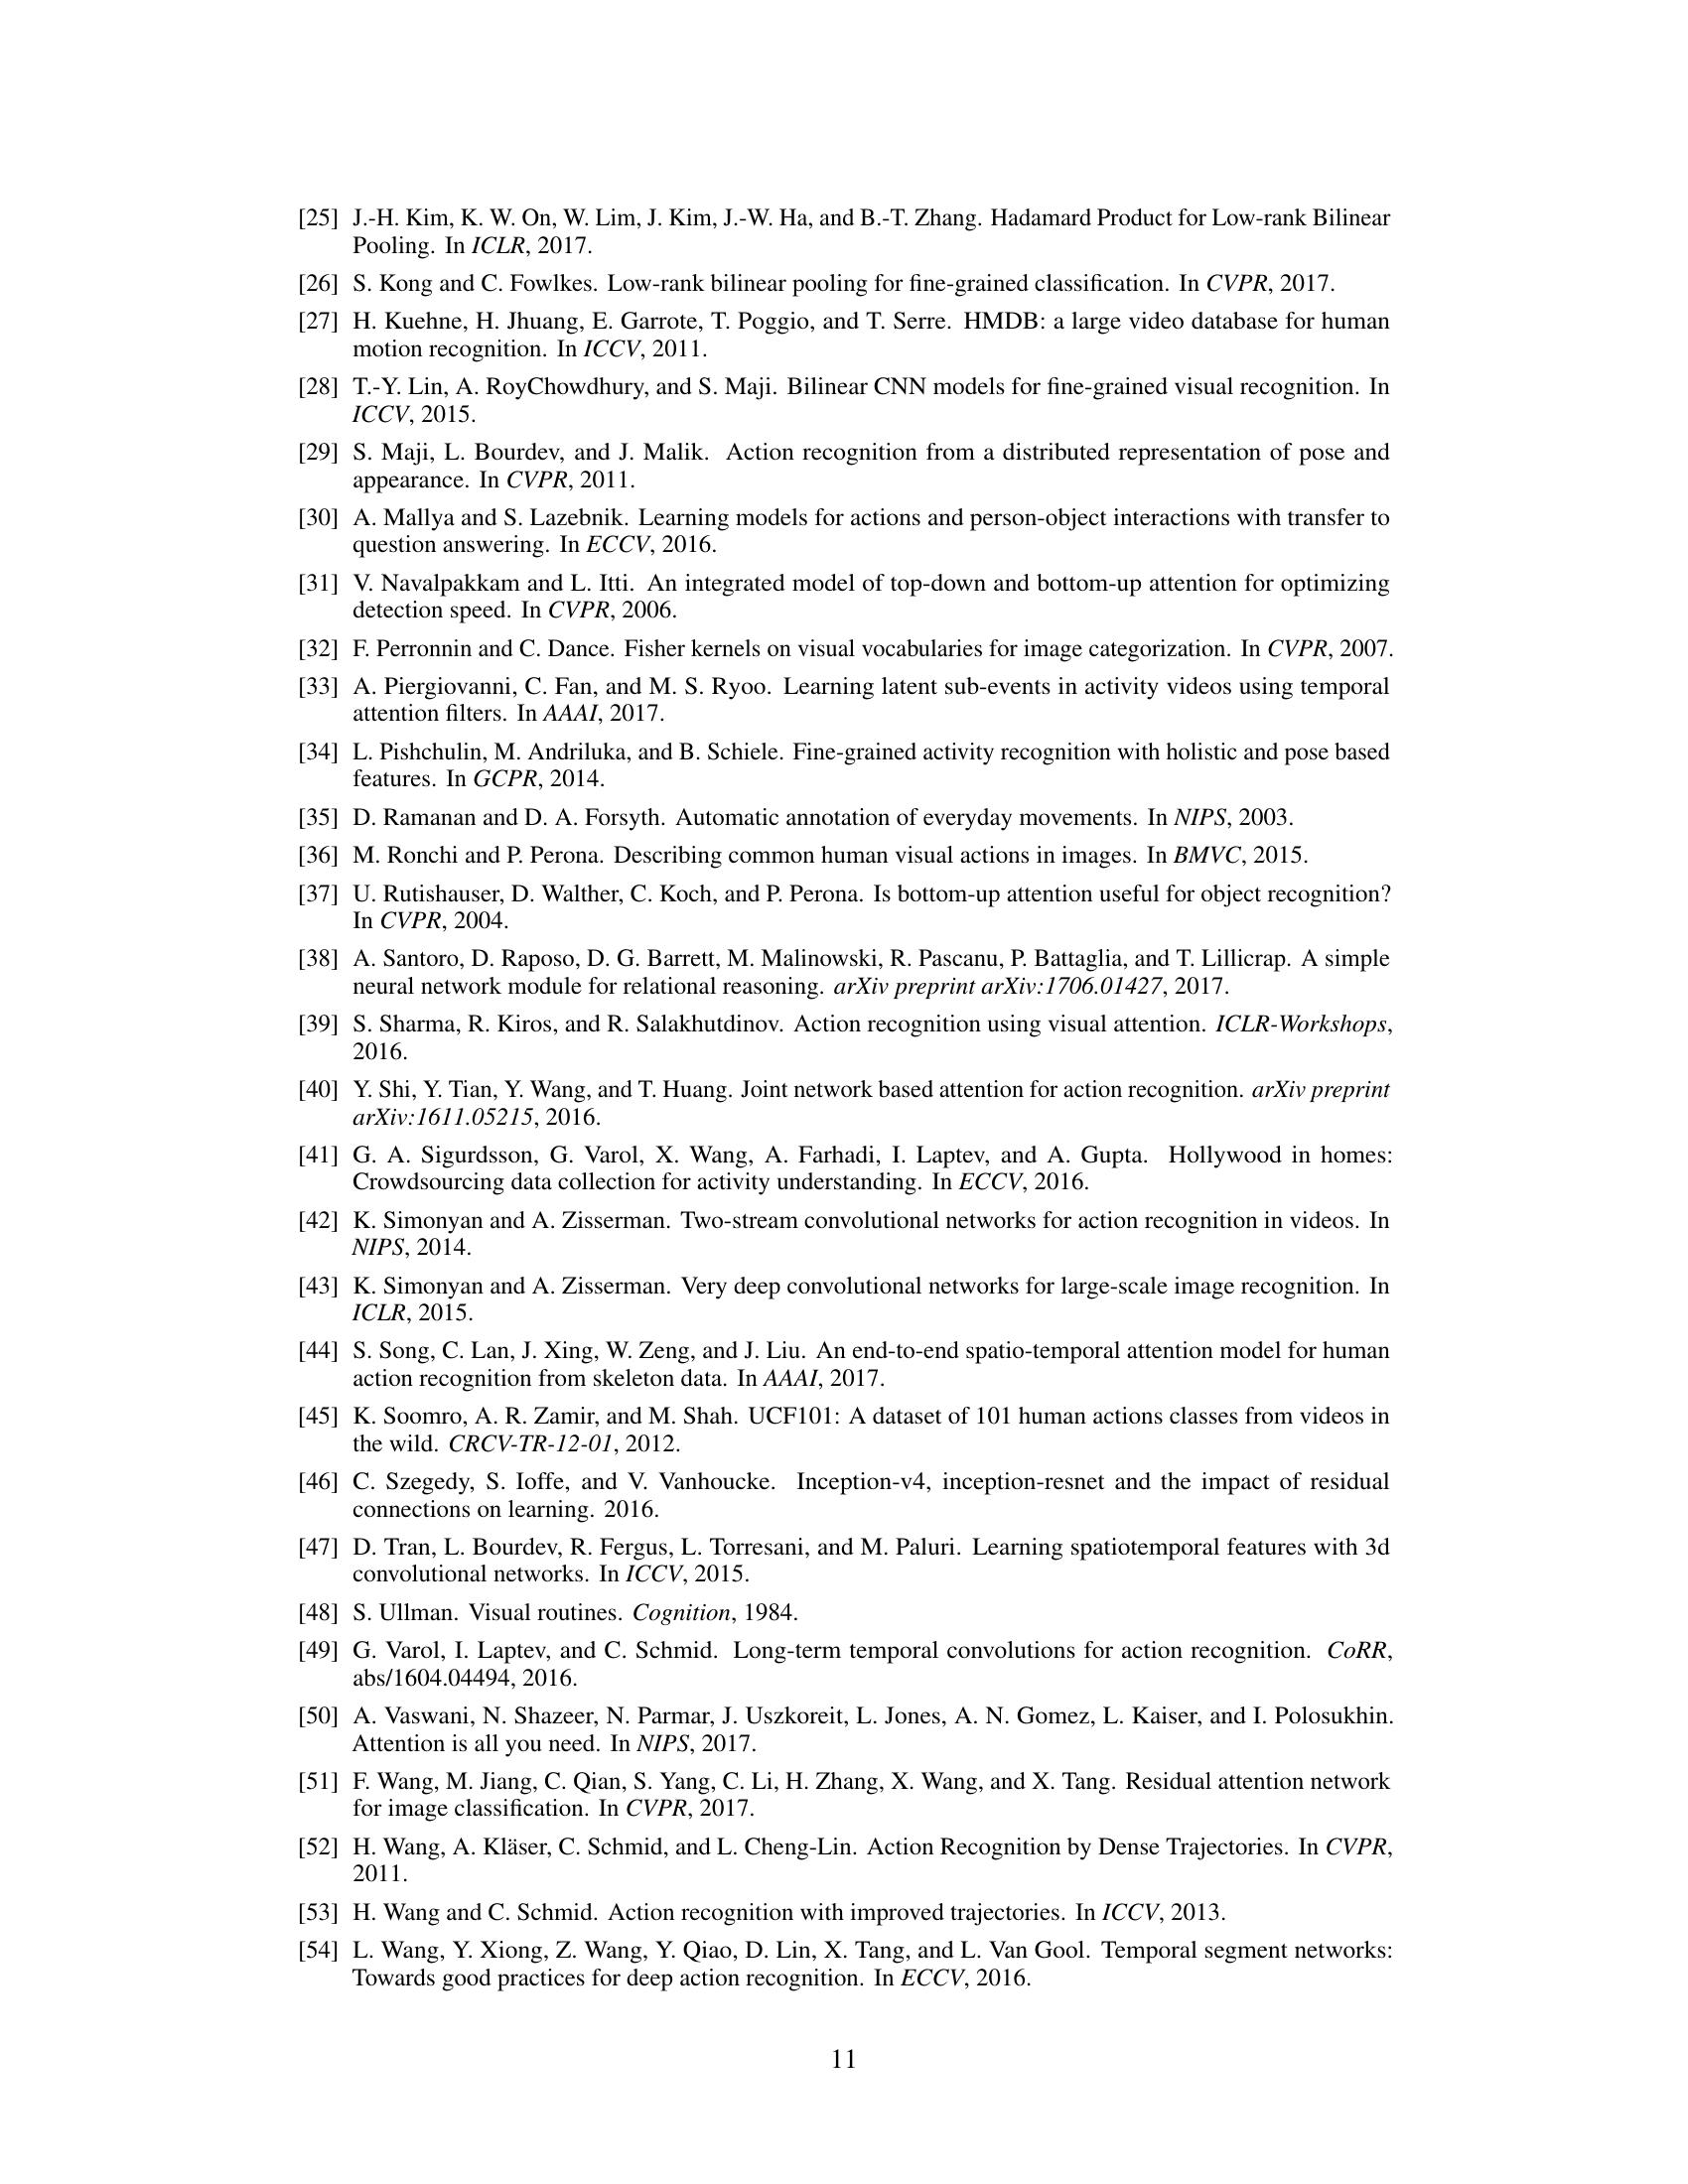 [25] J.-H. Kim, K. W. On, W. Lim, J. Kim, J.-W. Ha, and B.-T. Zhang. Hadamard Product for Low-rank Bilinear
Pooling. In ICLR, 2017.
[26] S. Kong and C. Fowlkes. Low-rank bilinear pooling for fine-grained classification. In CVPR, 2017.
[27] H. Kuehne, H. Jhuang, E. Garrote, T. Poggio, and T. Serre. HMDB: a large video database for human
motion recognition. In ICCV, 2011.
[28] T.-Y. Lin, A. RoyChowdhury, and S. Maji. Bilinear CNN models for fine-grained visual recognition. In
ICCV, 2015.
[29] S. Maji, L. Bourdev, and J. Malik. Action recognition from a distributed representation of pose and
appearance. In CVPR, 2011.
[30] A. Mallya and S. Lazebnik. Learning models for actions and person-object interactions with transfer to
question answering. In ECCV, 2016.
[31] V. Navalpakkam and L. Itti. An integrated model of top-down and bottom-up attention for optimizing
detection speed. In CVPR, 2006.
[32] F. Perronnin and C. Dance. Fisher kernels on visual vocabularies for image categorization. In CVPR, 2007.
[33] A. Piergiovanni, C. Fan, and M. S. Ryoo. Learning latent sub-events in activity videos using temporal
attention filters. In AAAI, 2017.
[34] L. Pishchulin, M. Andriluka, and B. Schiele. Fine-grained activity recognition with holistic and pose based
features. In GCPR, 2014.
[35] D. Ramanan and D. A. Forsyth. Automatic annotation of everyday movements. In NIPS, 2003.
[36] M. Ronchi and P. Perona. Describing common human visual actions in images. In BMVC, 2015.
[37] U. Rutishauser, D. Walther, C. Koch, and P. Perona. Is bottom-up attention useful for object recognition?
In CVPR, 2004.
[38] A. Santoro, D. Raposo, D. G. Barrett, M. Malinowski, R. Pascanu, P. Battaglia, and T. Lillicrap. A simple
neural network module for relational reasoning. arXiv preprint arXiv:1706.01427, 2017.
[39] S. Sharma, R. Kiros, and R. Salakhutdinov. Action recognition using visual attention. ICLR-Workshops,
2016.
[40] Y. Shi, Y. Tian, Y. Wang, and T. Huang. Joint network based attention for action recognition. arXiv preprint
arXiv:1611.05215, 2016.
[41] G. A. Sigurdsson, G. Varol, X. Wang, A. Farhadi, I. Laptev, and A. Gupta. Hollywood in homes:
Crowdsourcing data collection for activity understanding. In ECCV, 2016.
[42] K. Simonyan and A. Zisserman. Two-stream convolutional networks for action recognition in videos. In
NIPS, 2014.
[43] K. Simonyan and A. Zisserman. Very deep convolutional networks for large-scale image recognition. In
ICLR, 2015.
[44] S. Song, C. Lan, J. Xing, W. Zeng, and J. Liu. An end-to-end spatio-temporal attention model for human
action recognition from skeleton data. In AAAI, 2017.
[45] K. Soomro, A. R. Zamir, and M. Shah. UCF101: A dataset of 101 human actions classes from videos in
the wild. CRCV-TR-12-01, 2012.
[46] C. Szegedy, S. Ioffe, and V. Vanhoucke. Inception-v4, inception-resnet and the impact of residual
connections on learning. 2016.
[47] D. Tran, L. Bourdev, R. Fergus, L. Torresani, and M. Paluri. Learning spatiotemporal features with 3d
convolutional networks. In ICCV, 2015.
[48] S. Ullman. Visual routines. Cognition, 1984.
[49] G. Varol, I. Laptev, and C. Schmid. Long-term temporal convolutions for action recognition. CoRR,
abs/1604.04494, 2016.
[50] A. Vaswani, N. Shazeer, N. Parmar, J. Uszkoreit, L. Jones, A. N. Gomez, L. Kaiser, and I. Polosukhin.
Attention is all you need. In NIPS, 2017.
[51] F. Wang, M. Jiang, C. Qian, S. Yang, C. Li, H. Zhang, X. Wang, and X. Tang. Residual attention network
for image classification. In CVPR, 2017.
[52] H. Wang, A. Kläser, C. Schmid, and L. Cheng-Lin. Action Recognition by Dense Trajectories. In CVPR,
2011.
[53] H. Wang and C. Schmid. Action recognition with improved trajectories. In ICCV, 2013.
[54] L. Wang, Y. Xiong, Z. Wang, Y. Qiao, D. Lin, X. Tang, and L. Van Gool. Temporal segment networks:
Towards good practices for deep action recognition. In ECCV, 2016.
11